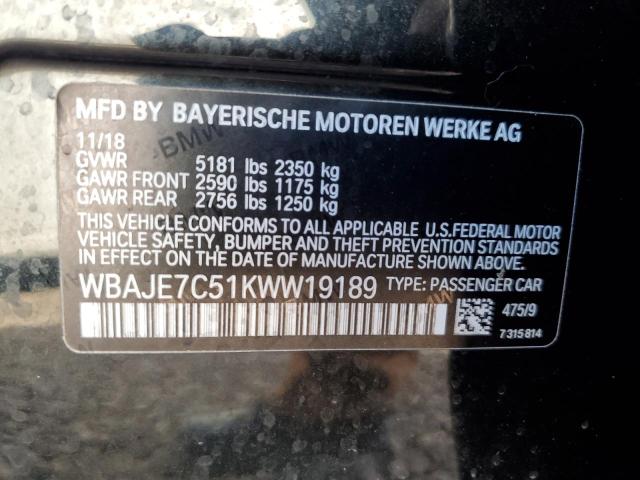 MFD BY BAYERISCHE MOTOREN WERKE AG
11/18
GVWR 5181 lbs 2350 kg
GAWR FRONT 2590 lbs 1175 kg
GAWR REAR 2756 lbs 1250 kg
THIS VEHICLE CONFORMS TO ALL APPLICABLE U.S.FEDERAL MOTOR
VEHICLE SAFETY, BUMPER AND THEFT PREVENTION STANDARDS
IN EFFECT ON THE DATE OF MANUFACTURE SHOWN ABOVE.
WBAJE7C51KWW19189 TYPE: PASSENGER CAR
475/9
7315814